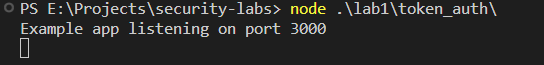 PS E:\Projects\security-labs> node .\lab1\token_auth\
Example app listening on port 3000